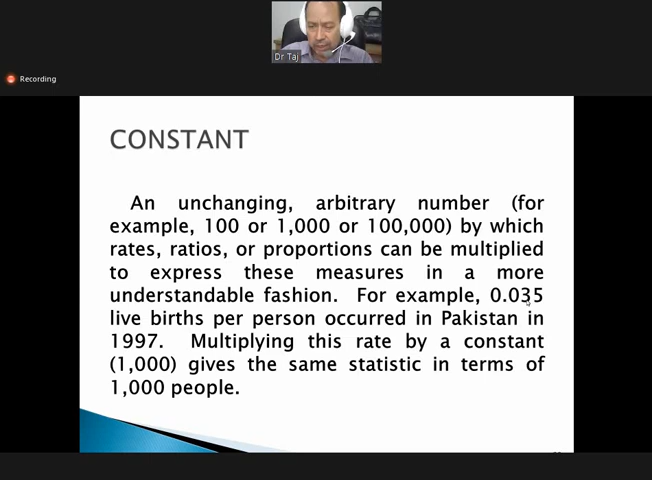 Dr Taj
Recording
CONSTANT
An unchanging, arbitrary number (for
example, 100 or 1,000 or 100,000) by which
rates, ratios, or proportions can be multiplied
to express these measures in a more
understandable fashion. For example, 0.035
live births per person occurred in Pakistan in
1997. Multiplying this rate by a constant
(1,000) gives the same statistic in terms of
1,000 people.